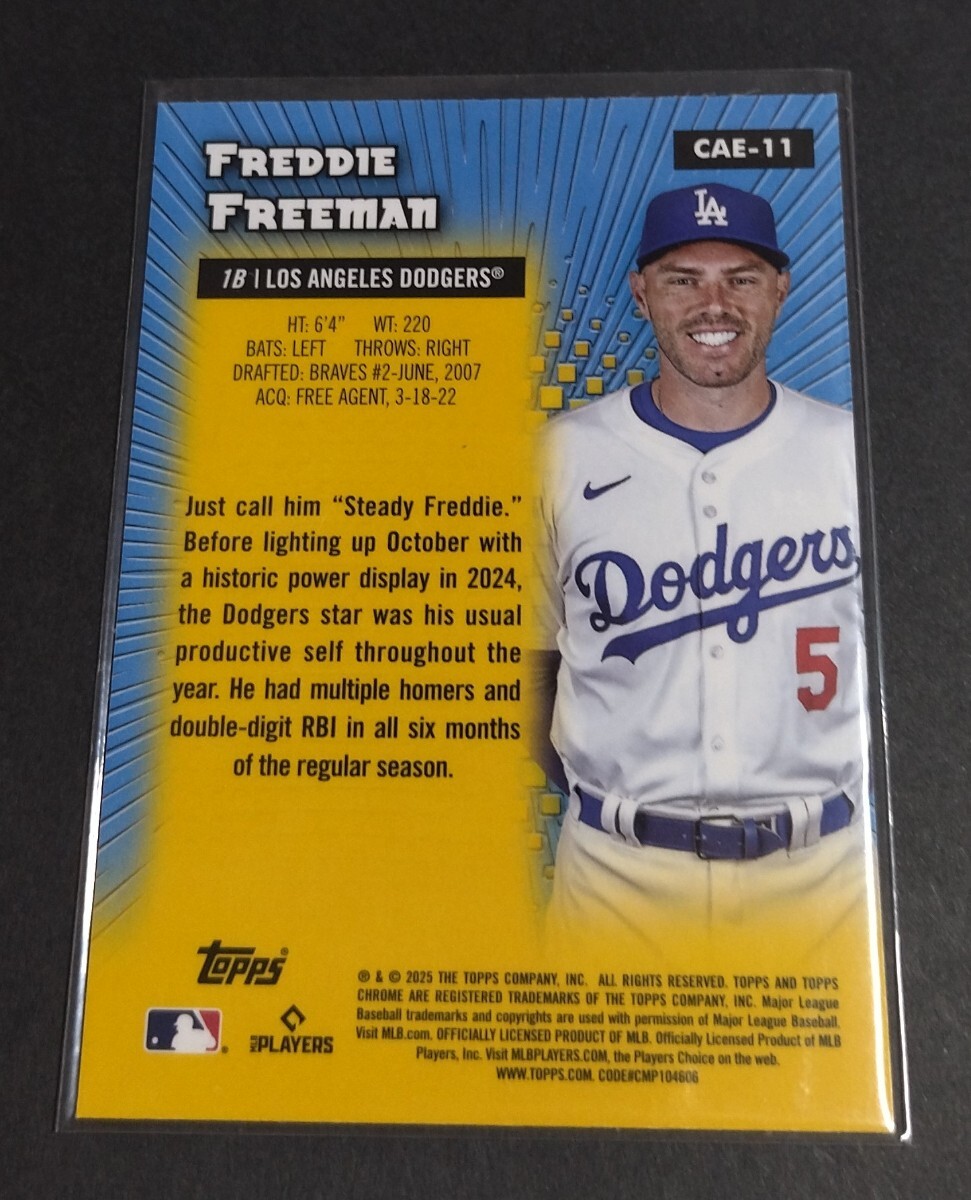 FREDDIE
FREEMAN
CAE-11
LA
1B | LOS ANGELES DODGERS®
HT: 6'4" WT: 220
BATS: LEFT THROWS: RIGHT
DRAFTED: BRAVES #2-JUNE, 2007
ACQ: FREE AGENT, 3-18-22
Just call him “Steady Freddie.”
Before lighting up October with
a historic power display in 2024,
the Dodgers star was his usual
productive self throughout the
year. He had multiple homers and
double-digit RBI in all six months
of the regular season.
Dodgers
5
Topps®
MLB PLAYERS
® & © 2025 THE TOPPS COMPANY, INC. ALL RIGHTS RESERVED. TOPPS AND TOPPS
CHROME ARE REGISTERED TRADEMARKS OF THE TOPPS COMPANY, INC. Major League
Baseball trademarks and copyrights are used with permission of Major League Baseball.
Visit MLB.com. OFFICIALLY LICENSED PRODUCT OF MLB. Officially Licensed Product of MLB
Players, Inc. Visit MLBPLAYERS.COM, the Players Choice on the web.
WWW.TOPPS.COM. CODE#CMP104606